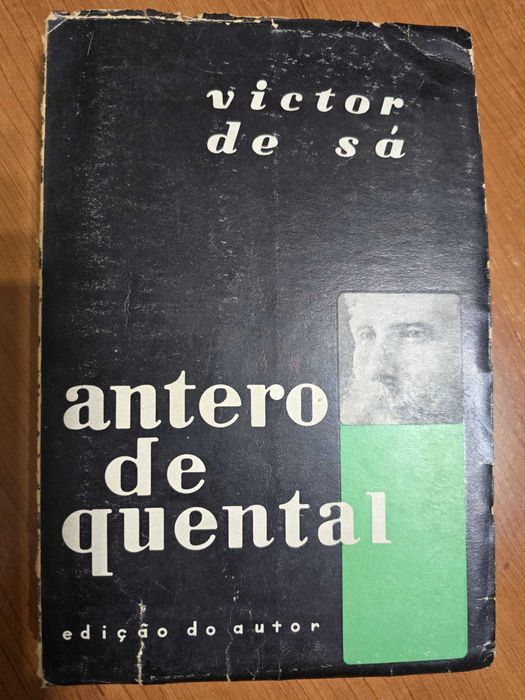 victor
de sá
antero
de
quental
edição do autor